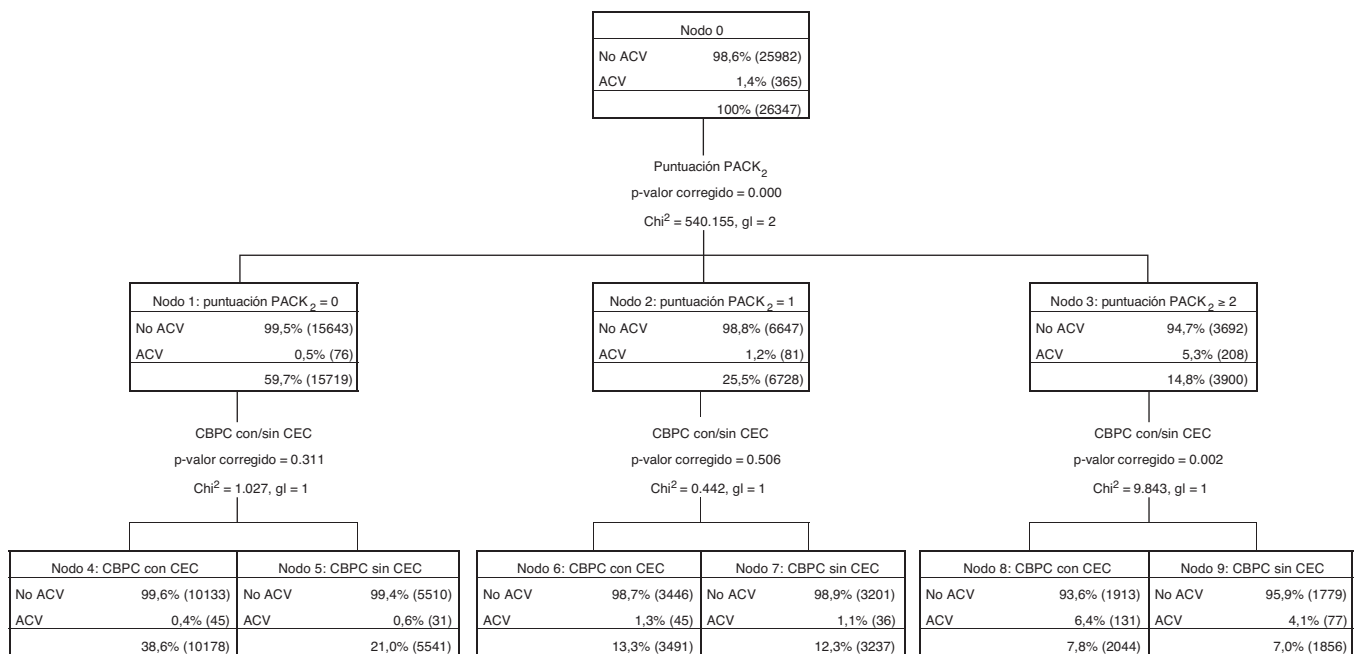 Nodo 0
No ACV 98,6% (25982)
ACV 1,4% (365)
100% (26347)
Puntuación PACK2
p-valor corregido = 0.000
Chi2 = 540.155, gl = 2
Nodo 1: puntuación PACK2 = 0
No ACV 99,5% (15643)
ACV 0,5% (76)
59,7% (15719)
Nodo 2: puntuación PACK2 = 1
No ACV 98,8% (6647)
ACV 1,2% (81)
25,5% (6728)
Nodo 3: puntuación PACK2 ≥ 2
No ACV 94,7% (3692)
ACV 5,3% (208)
14,8% (3900)
CBPC con/sin CEC
p-valor corregido = 0.311
Chi2 = 1.027, gl = 1
CBPC con/sin CEC
p-valor corregido = 0.506
Chi2 = 0.442, gl = 1
CBPC con/sin CEC
p-valor corregido = 0.002
Chi2 = 9.843, gl = 1
Nodo 4: CBPC con CEC
No ACV 99,6% (10133)
ACV 0,4% (45)
38,6% (10178)
Nodo 5: CBPC sin CEC
No ACV 99,4% (5510)
ACV 0,6% (31)
21,0% (5541)
Nodo 6: CBPC con CEC
No ACV 98,7% (3446)
ACV 1,3% (45)
13,3% (3491)
Nodo 7: CBPC sin CEC
No ACV 98,9% (3201)
ACV 1,1% (36)
12,3% (3237)
Nodo 8: CBPC con CEC
No ACV 93,6% (1913)
ACV 6,4% (131)
7,8% (2044)
Nodo 9: CBPC sin CEC
No ACV 95,9% (1779)
ACV 4,1% (77)
7,0% (1856)